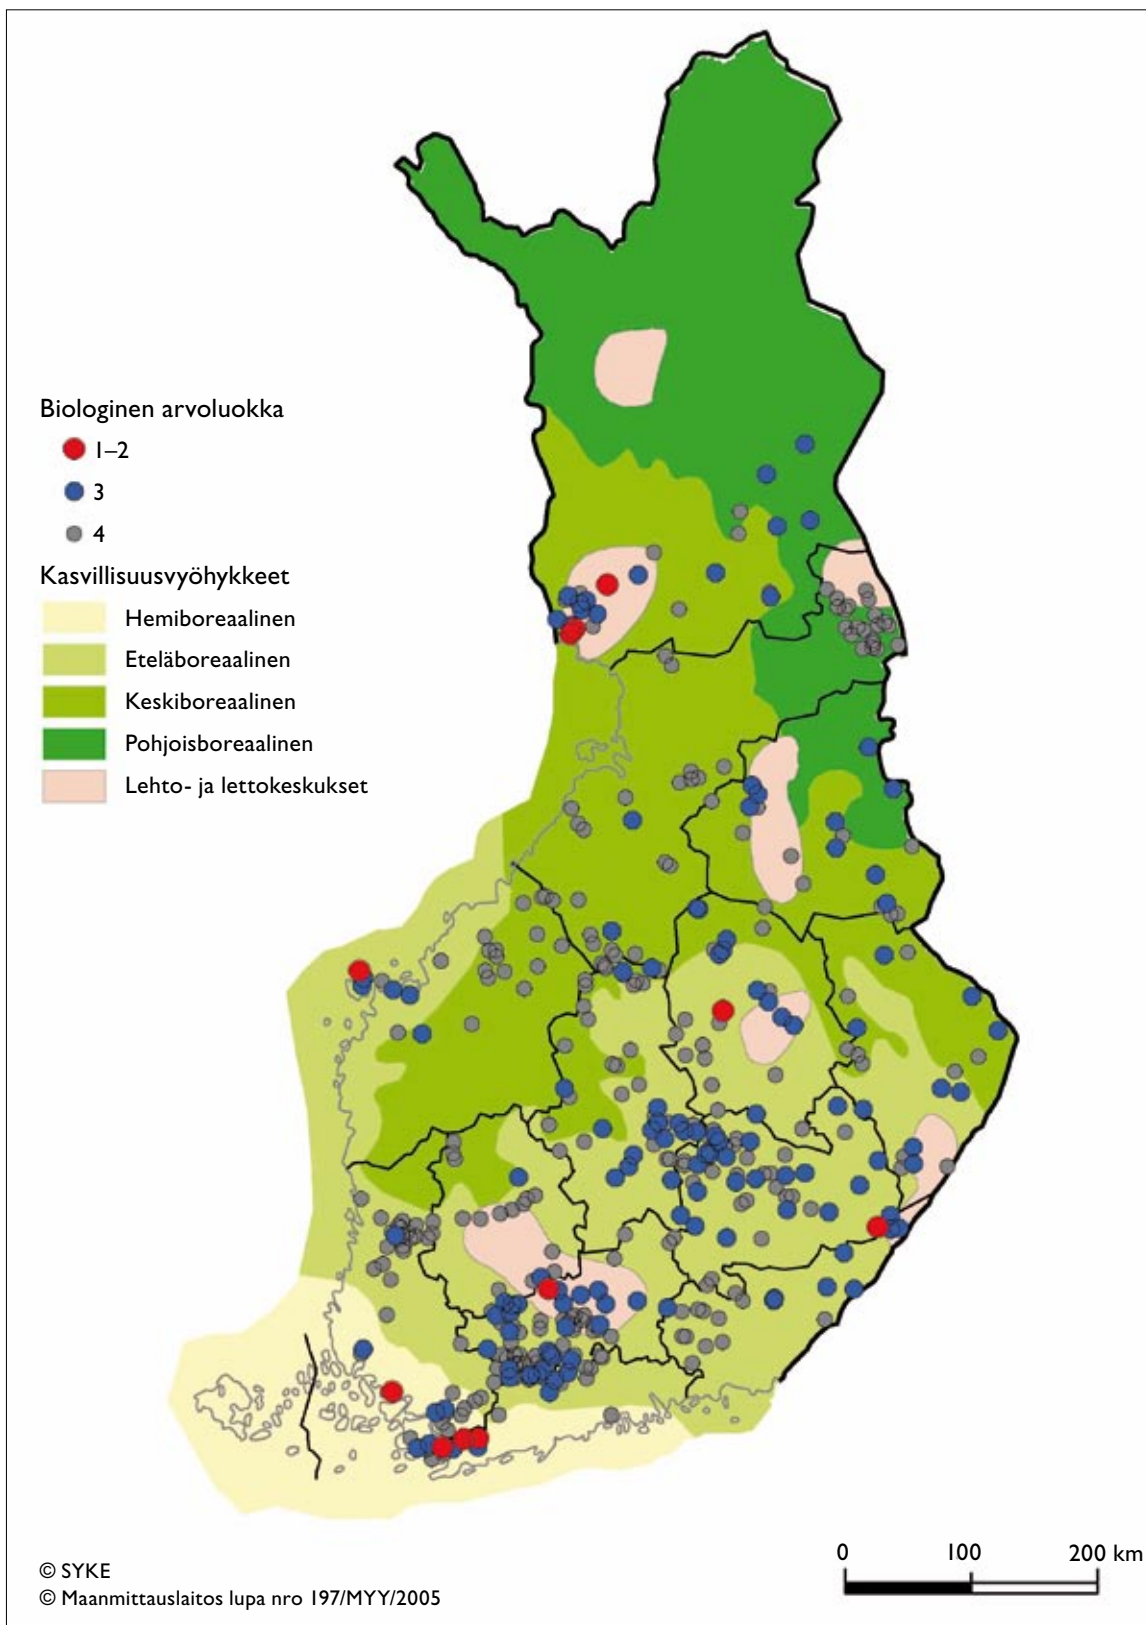 Biologinen arvoluokka
1–2
3
4
Kasvillisuusvyöhykkeet
Hemiboreaalinen
Eteläboreaalinen
Keskiboreaalinen
Pohjoisboreaalinen
Lehto- ja lettokeskukset
© SYKE
© Maanmittauslaitos lupa nro 197/MYY/2005
0 100 200 km